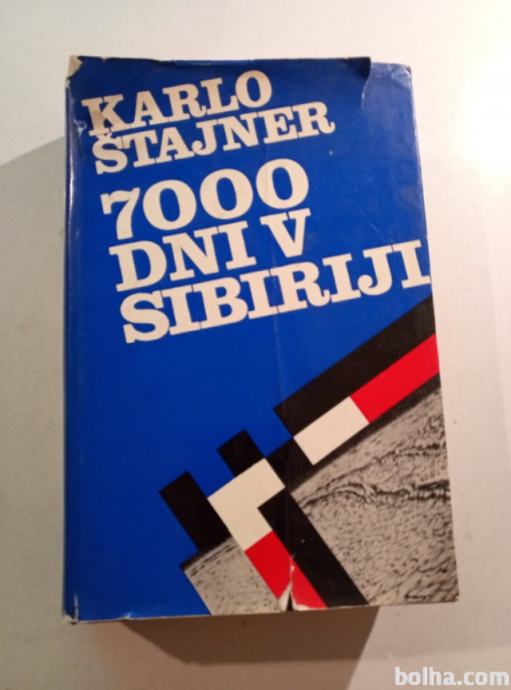 KARLO
ŠTAJNER
7000
DNI V
SIBIRIJI
bolha.com